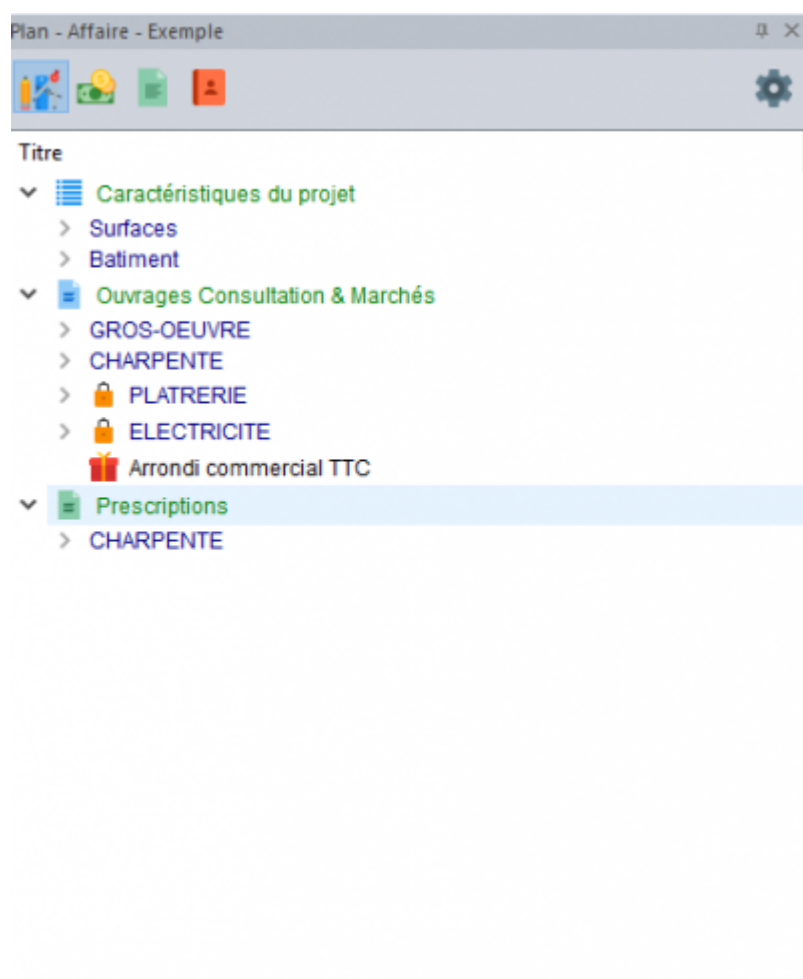 Plan - Affaire - Exemple
Titre
Caractéristiques du projet
Surfaces
Batiment
Ouvrages Consultation & Marchés
GROS-OEUVRE
CHARPENTE
PLATRERIE
ELECTRICITE
Arrondi commercial TTC
Prescriptions
CHARPENTE